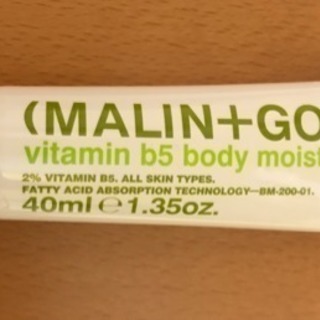 (MALIN+GO
vitamin b5 body moist
2% VITAMIN B5. ALL SKIN TYPES.
FATTY ACID ABSORPTION TECHNOLOGY—BM-200-01.
40ml ℮ 1.35oz.